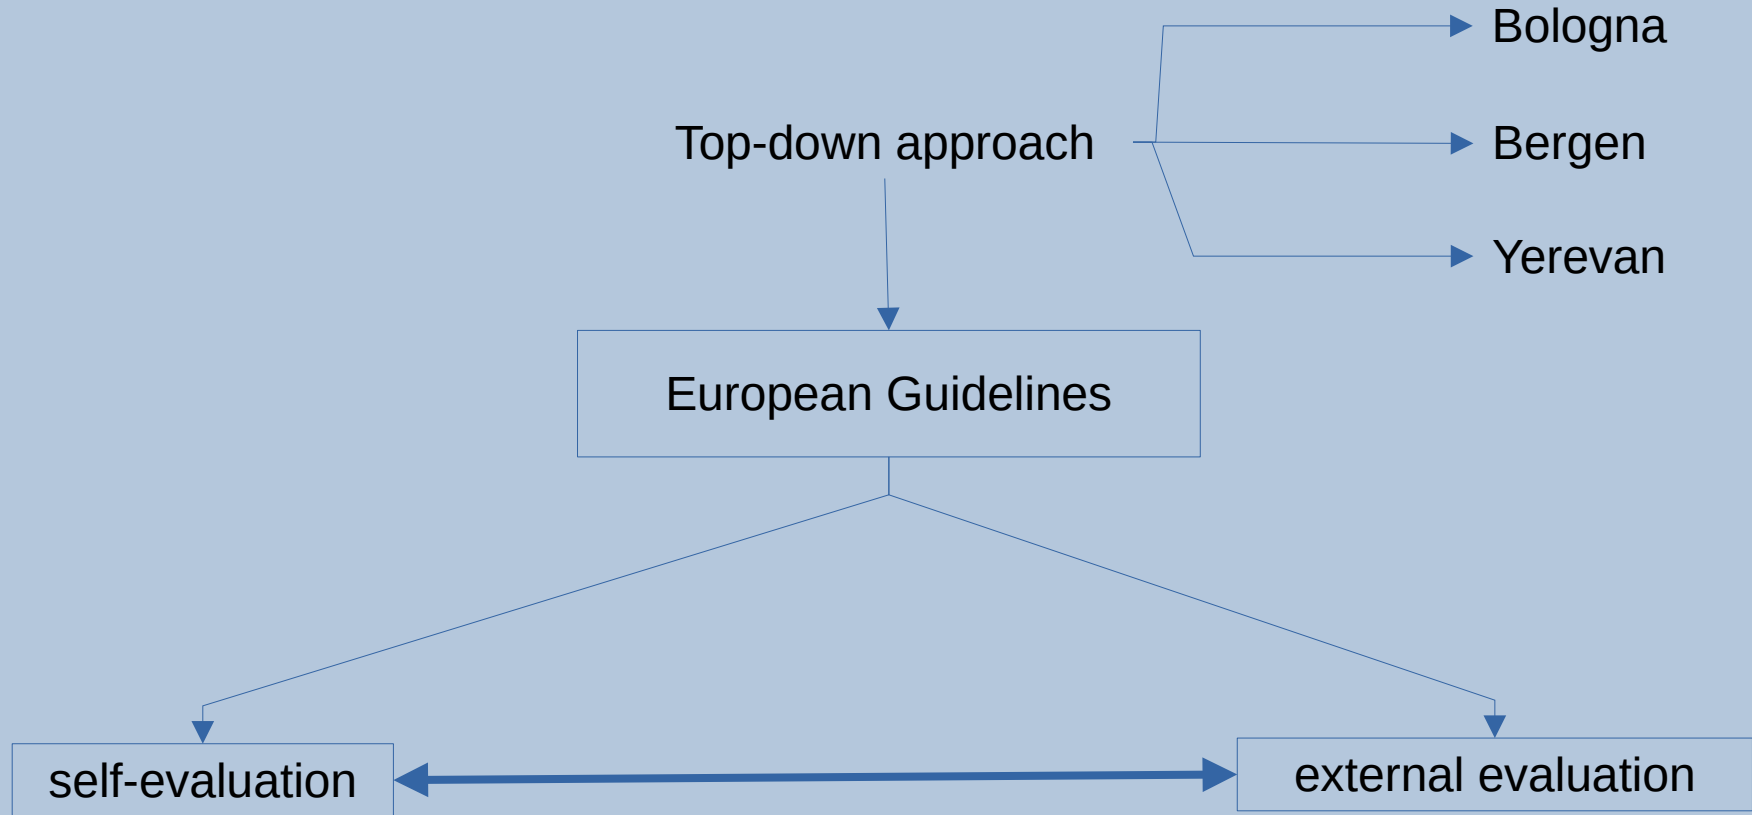 Bologna
Top-down approach
Bergen
Yerevan
European Guidelines
self-evaluation
external evaluation